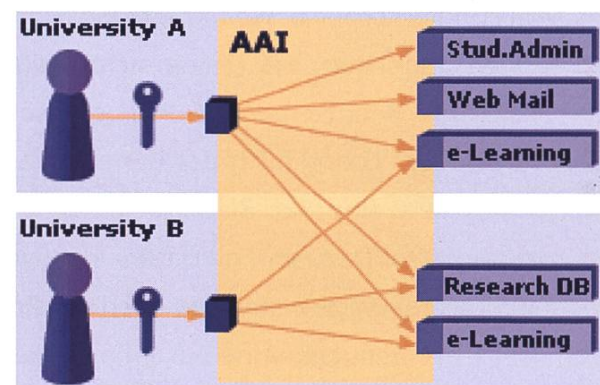 University A
AAI
Stud.Admin
Web Mail
e-Learning
University B
Research DB
e-Learning